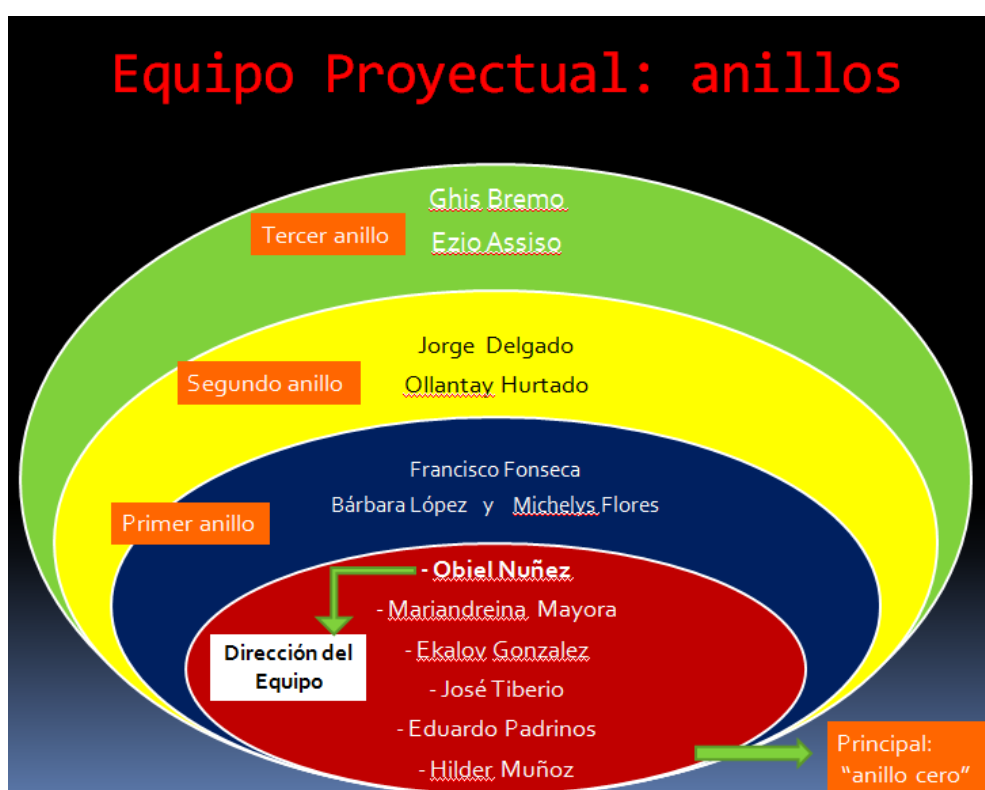 Equipo Proyectual: anillos
Ghis Bremo
Tercer anillo
Ezio Assiso
Jorge Delgado
Segundo anillo
Ollantay Hurtado
Francisco Fonseca
Bárbara López y Michelys Flores
Primer anillo
- Obiel Nuñez
- Mariandreina Mayora
Dirección del
Equipo
- Ekalov Gonzalez
- José Tiberio
- Eduardo Padrinos
- Hilder Muñoz
Principal:
“anillo cero”